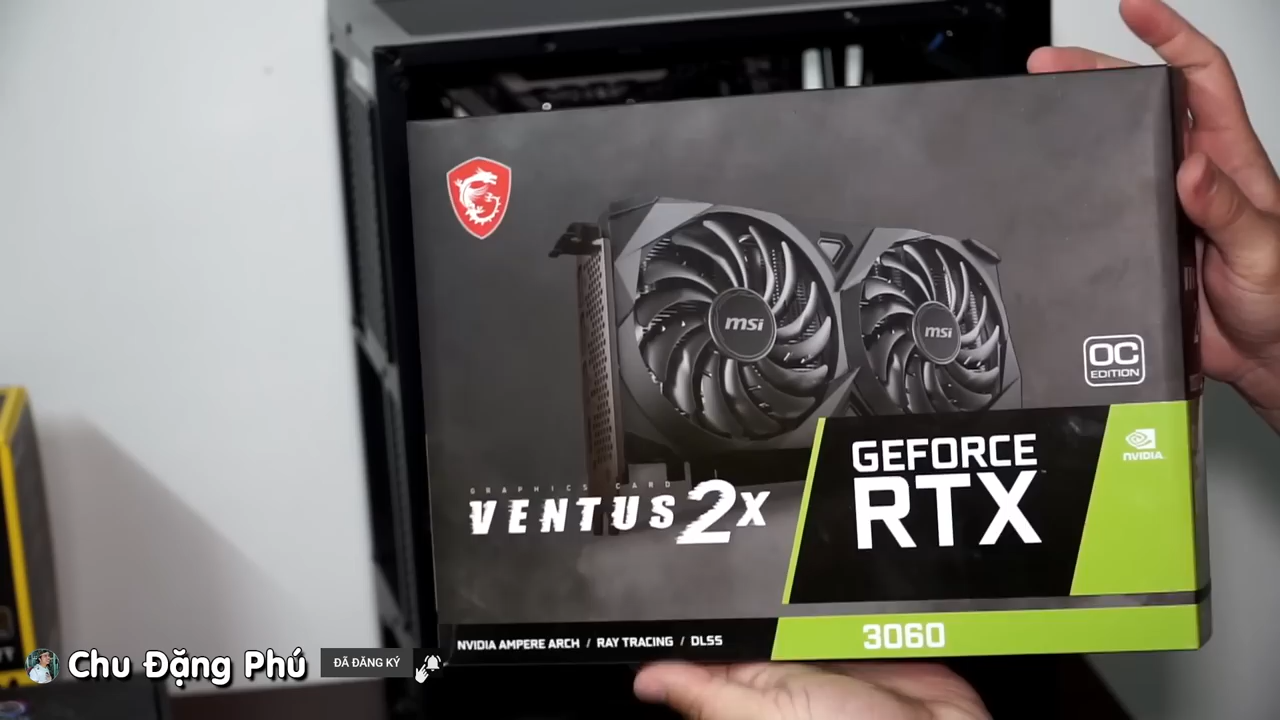 msi
msi
OC
EDITION
GEFORCE
RTX
NVIDIA
GRAPHICS CARD
VENTUS 2X
NVIDIA AMPERE ARCH / RAY TRACING / DLSS
3060
Chu Đặng Phú
ĐÃ ĐĂNG KÝ